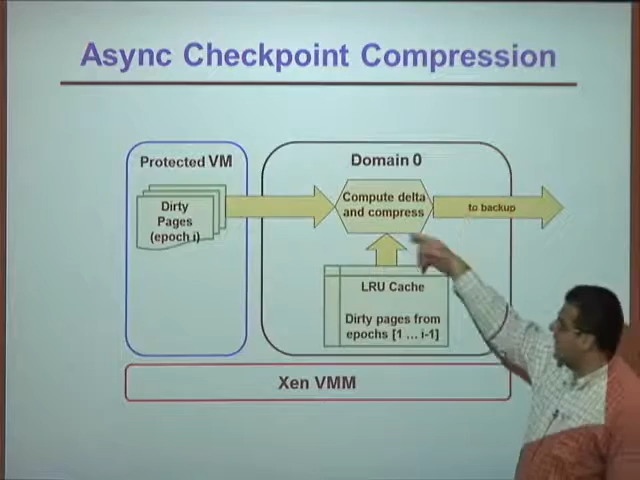 Async Checkpoint Compression
Protected VM
Domain 0
Dirty
Pages
(epoch i)
Compute delta
and compress
to backup
LRU Cache
Dirty pages from
epochs [1 ... i-1]
Xen VMM